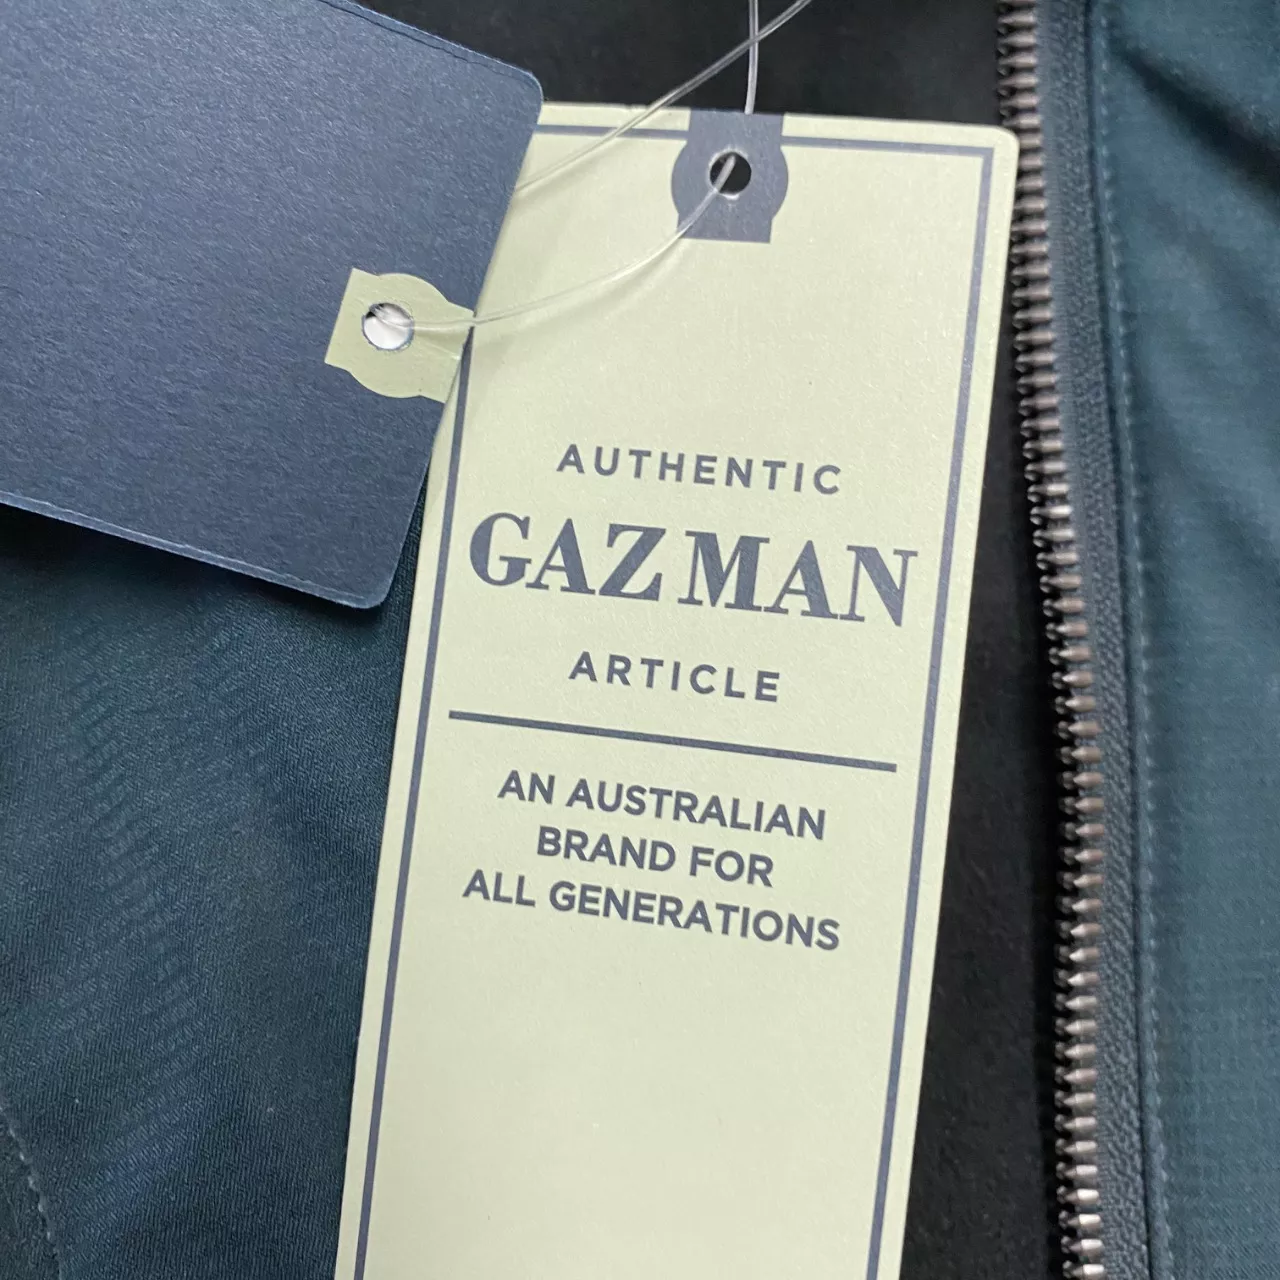 AUTHENTIC
GAZMAN
ARTICLE
AN AUSTRALIAN
BRAND FOR
ALL GENERATIONS